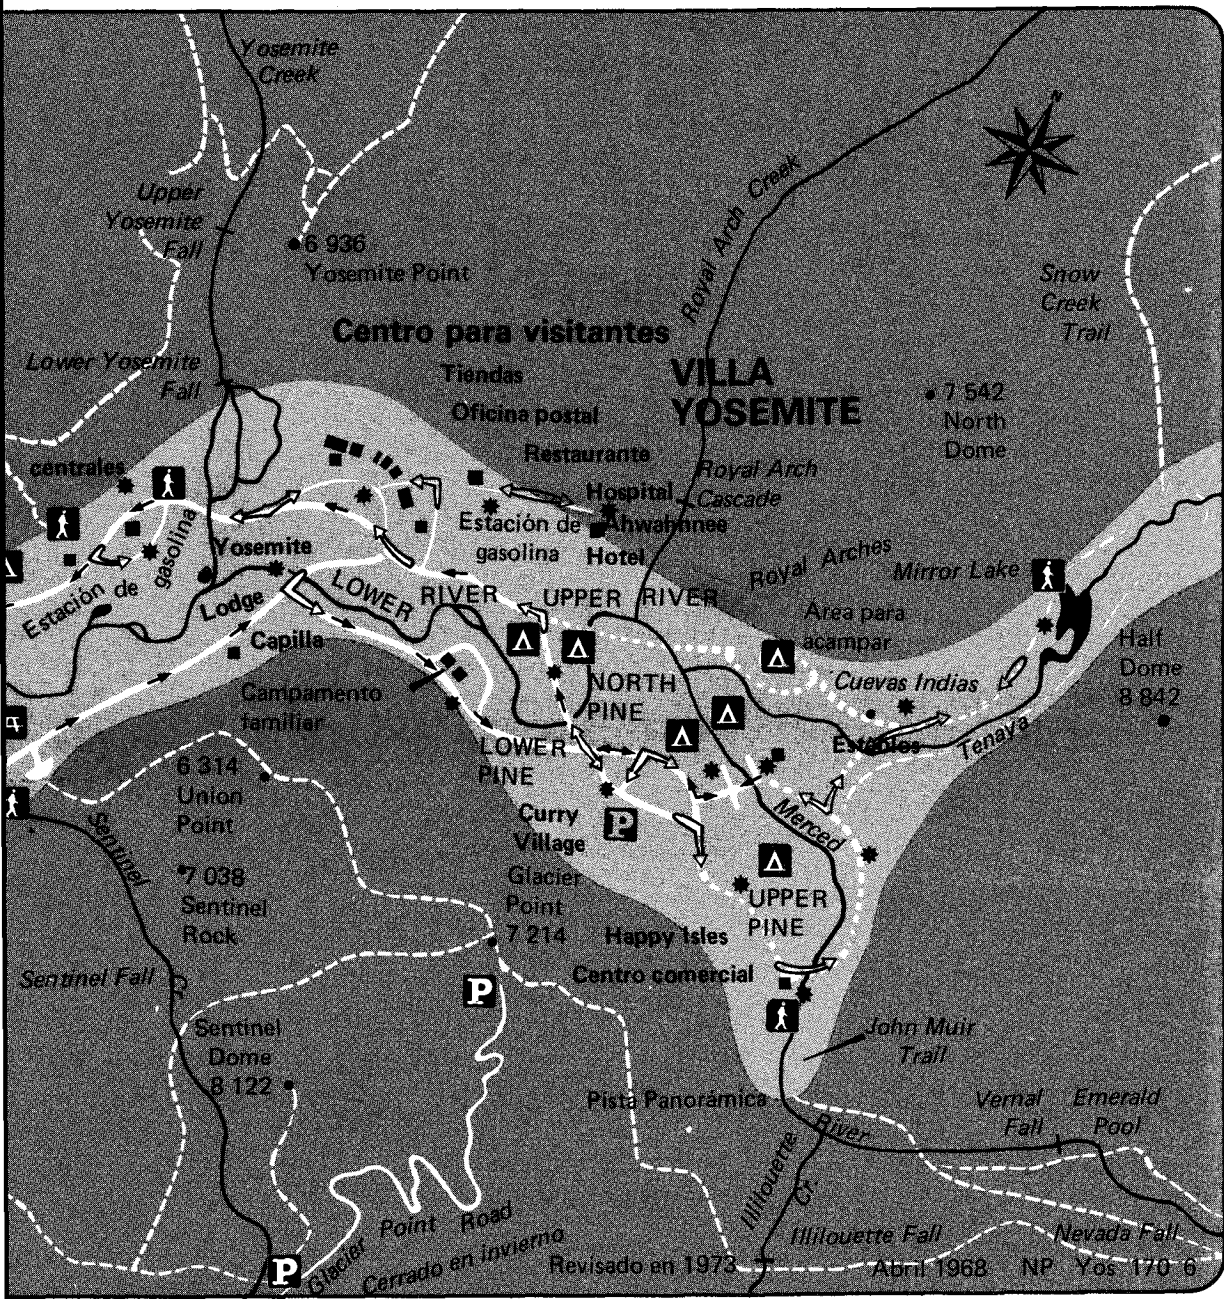 Yosemite
Creek
N
Royal Arch Creek
Upper
Yosemite
Fall
6 936
Yosemite Point
Snow
Creek
Trail
Centro para visitantes
Lower Yosemite
Fall
Tiendas
VILLA
YOSEMITE
Oficina postal
7 542
North
Dome
Restaurante
centrales
Royal Arch
Cascade
Hospital
Estación de
gasolina
Ahwahnnee
Hotel
Estación de
gasolina
Yosemite
Lodge
Royal Arches
Mirror Lake
LOWER RIVER
UPPER RIVER
Area para
acampar
Capilla
Half
Dome
8 842
Campamento
familiar
NORTH
PINE
Cuevas Indias
Establos
Tenaya
LOWER
PINE
6 314
Union
Point
Sentinel
Curry
Village
P
Merced
7 038
Sentinel
Rock
Glacier
Point
7 214
UPPER
PINE
Happy Isles
Centro comercial
Sentinel Fall
Cr.
P
Sentinel
Dome
8 122
John Muir
Trail
Pista Panorámica
Vernal
Fall
Emerald
Pool
River
Illilouette
Cr.
Glacier Point Road
Cerrado en invierno
Illilouette Fall
Nevada Fall
P
Revisado en 1973
Abril 1968 NP Yos 170 6